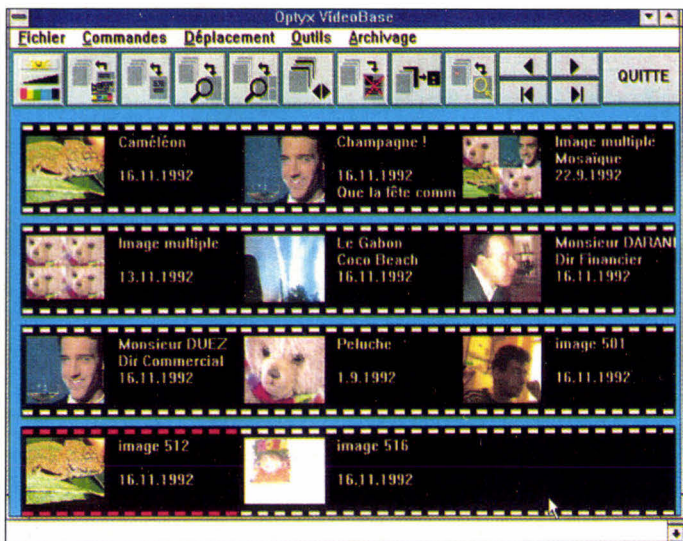 Optyx VideoBase
Fichier Commandes Déplacement Outils Archivage
QUITTE
Caméléon
16.11.1992
Champagne !
16.11.1992
Que la fête comm
Image multiple
Mosaïque
22.9.1992
Image multiple
13.11.1992
Le Gabon
Coco Beach
16.11.1992
Monsieur DARANI
Dir Financier
16.11.1992
Monsieur DUEZ
Dir Commercial
16.11.1992
Peluche
1.9.1992
image 501
16.11.1992
image 512
16.11.1992
image 516
16.11.1992